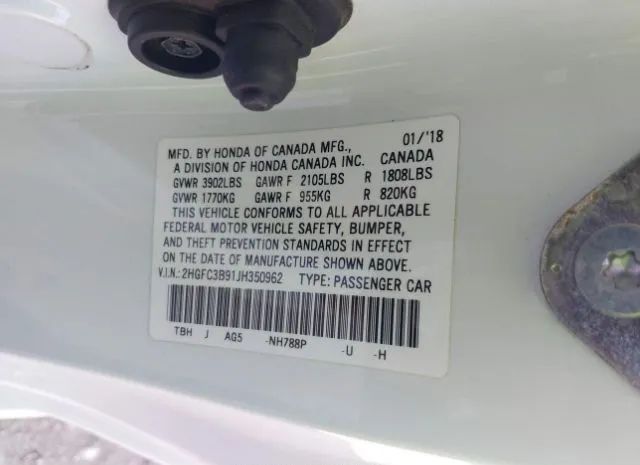 MFD. BY HONDA OF CANADA MFG., 01/'18
A DIVISION OF HONDA CANADA INC. CANADA
GVWR 3902LBS GAWR F 2105LBS R 1808LBS
GVWR 1770KG GAWR F 955KG R 820KG
THIS VEHICLE CONFORMS TO ALL APPLICABLE
FEDERAL MOTOR VEHICLE SAFETY, BUMPER,
AND THEFT PREVENTION STANDARDS IN EFFECT
ON THE DATE OF MANUFACTURE SHOWN ABOVE.
V.I.N.:2HGFC3B91JH350962 TYPE: PASSENGER CAR
TBH J AG5 -NH788P -U -H